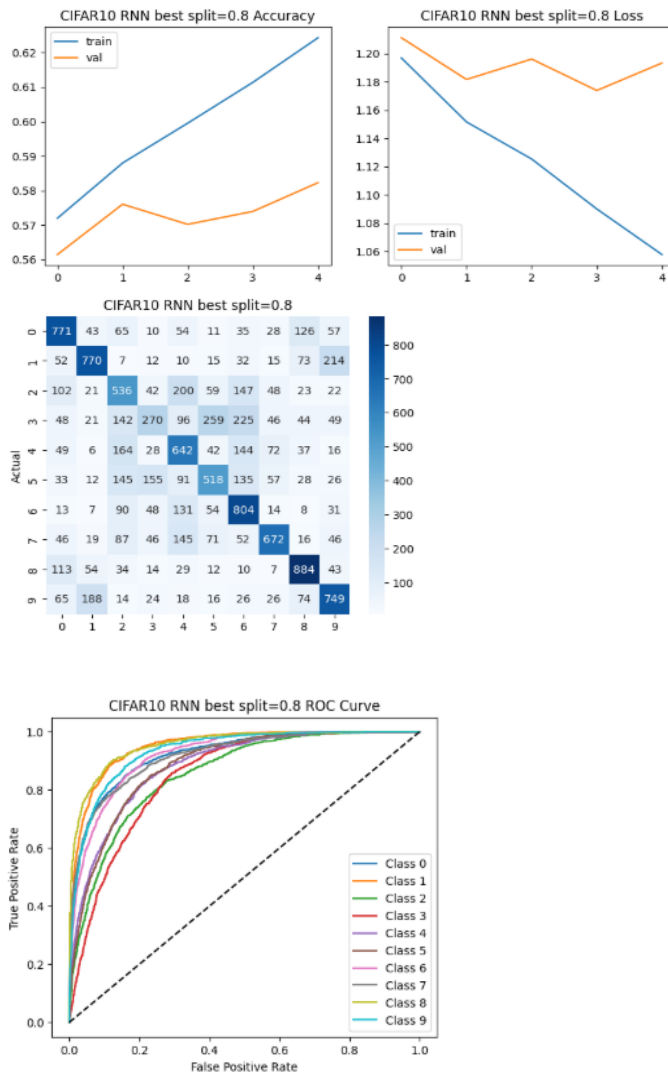 CIFAR10 RNN best split=0.8 Accuracy
train
val
0.62
0.61
0.60
0.59
0.58
0.57
0.56
0 1 2 3 4
CIFAR10 RNN best split=0.8 Loss
1.20
1.18
1.16
1.14
1.12
1.10
1.08
1.06
train
val
0 1 2 3 4
CIFAR10 RNN best split=0.8
Actual
0 771 43 65 10 54 11 35 28 126 57
1 52 770 7 12 10 15 32 15 73 214
2 102 21 536 42 200 59 147 48 23 22
3 48 21 142 270 96 259 225 46 44 49
4 49 6 164 28 642 42 144 72 37 16
5 33 12 145 155 91 518 135 57 28 26
6 13 7 90 48 131 54 804 14 8 31
7 46 19 87 46 145 71 52 672 16 46
8 113 54 34 14 29 12 10 7 884 43
9 65 188 14 24 18 16 26 26 74 749
0 1 2 3 4 5 6 7 8 9
800
700
600
500
400
300
200
100
CIFAR10 RNN best split=0.8 ROC Curve
True Positive Rate
1.0
0.8
0.6
0.4
0.2
0.0
Class 0
Class 1
Class 2
Class 3
Class 4
Class 5
Class 6
Class 7
Class 8
Class 9
0.0 0.2 0.4 0.6 0.8 1.0
False Positive Rate